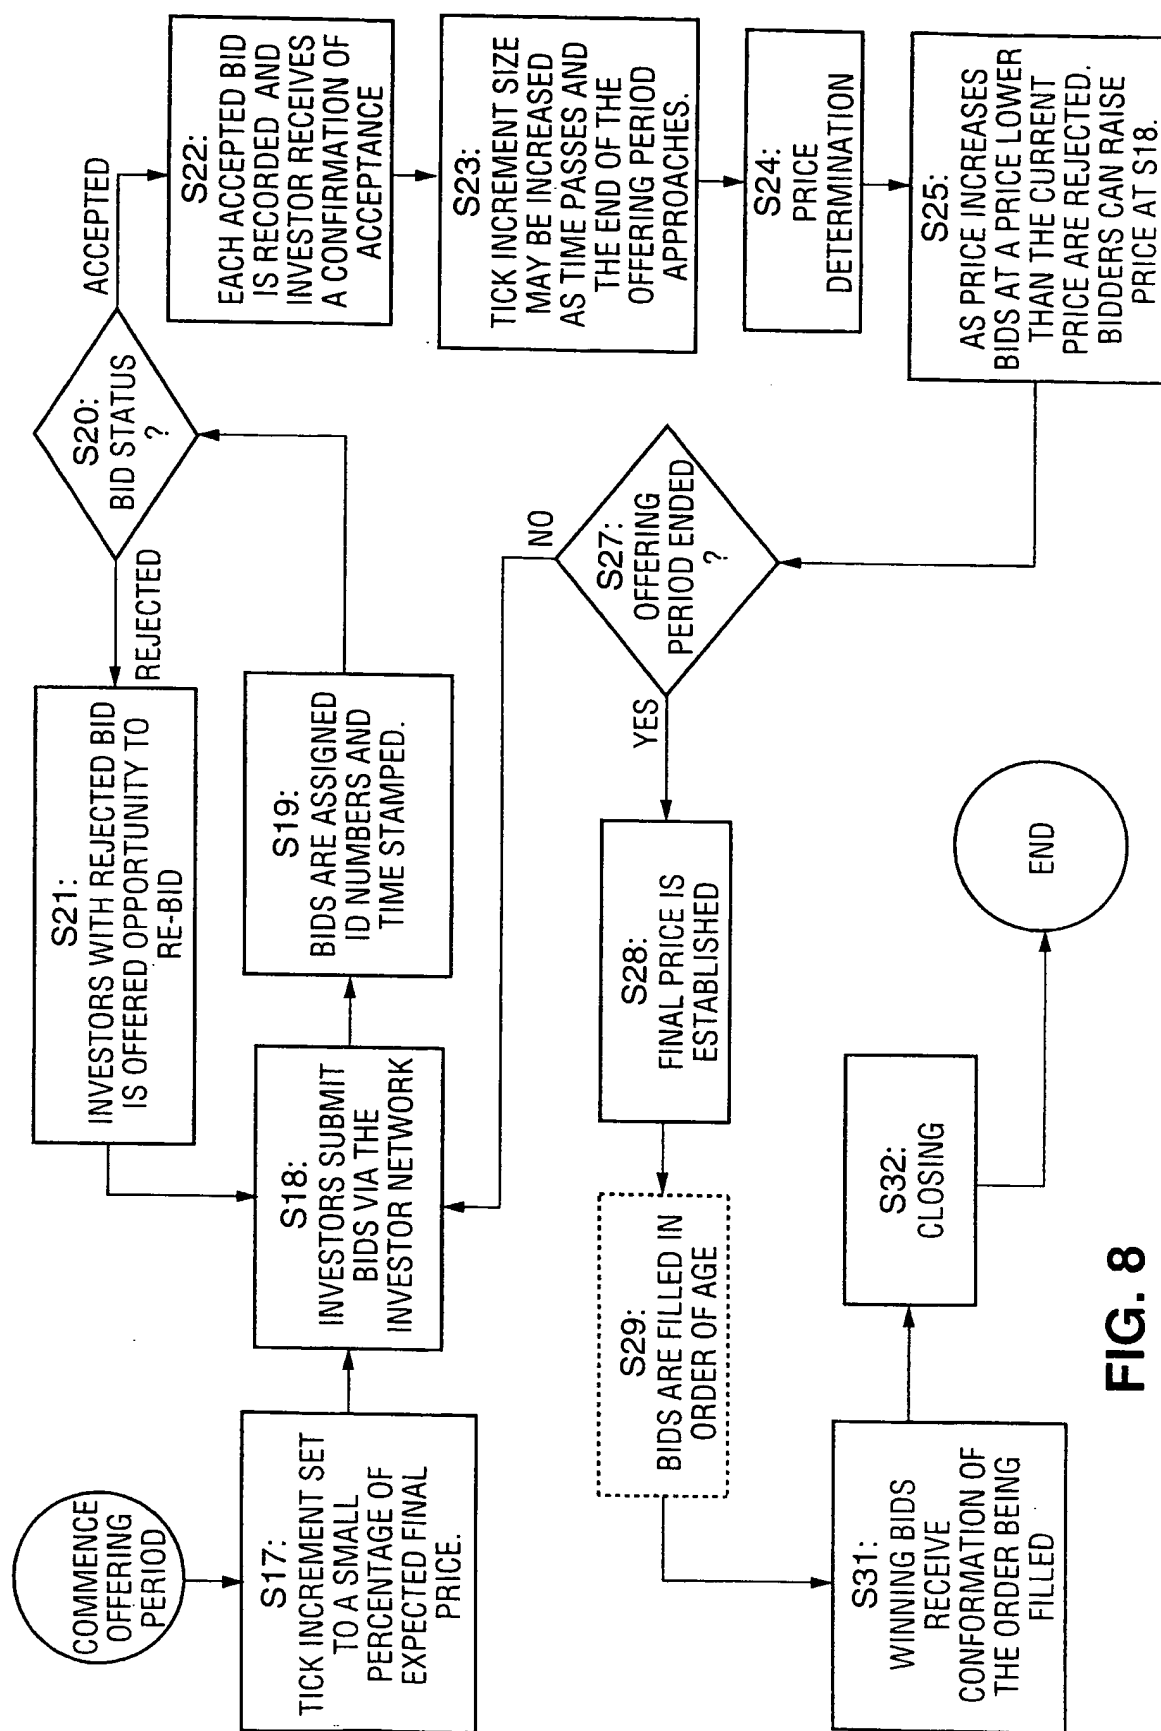 COMMENCE
OFFERING
PERIOD
S17:
TICK INCREMENT SET
TO A SMALL
PERCENTAGE OF
EXPECTED FINAL
PRICE.
S18:
INVESTORS SUBMIT
BIDS VIA THE
INVESTOR NETWORK
S19:
BIDS ARE ASSIGNED
ID NUMBERS AND
TIME STAMPED.
S20:
BID STATUS
?
REJECTED
S21:
INVESTORS WITH REJECTED BID
IS OFFERED OPPORTUNITY TO
RE-BID
ACCEPTED
S22:
EACH ACCEPTED BID
IS RECORDED AND
INVESTOR RECEIVES
A CONFIRMATION OF
ACCEPTANCE
S23:
TICK INCREMENT SIZE
MAY BE INCREASED
AS TIME PASSES AND
THE END OF THE
OFFERING PERIOD
APPROACHES.
S24:
PRICE
DETERMINATION
S25:
AS PRICE INCREASES
BIDS AT A PRICE LOWER
THAN THE CURRENT
PRICE ARE REJECTED.
BIDDERS CAN RAISE
PRICE AT S18.
S27:
OFFERING
PERIOD ENDED
?
NO
YES
S28:
FINAL PRICE IS
ESTABLISHED
S29:
BIDS ARE FILLED IN
ORDER OF AGE
S31:
WINNING BIDS
RECEIVE
CONFORMATION OF
THE ORDER BEING
FILLED
S32:
CLOSING
END
FIG. 8